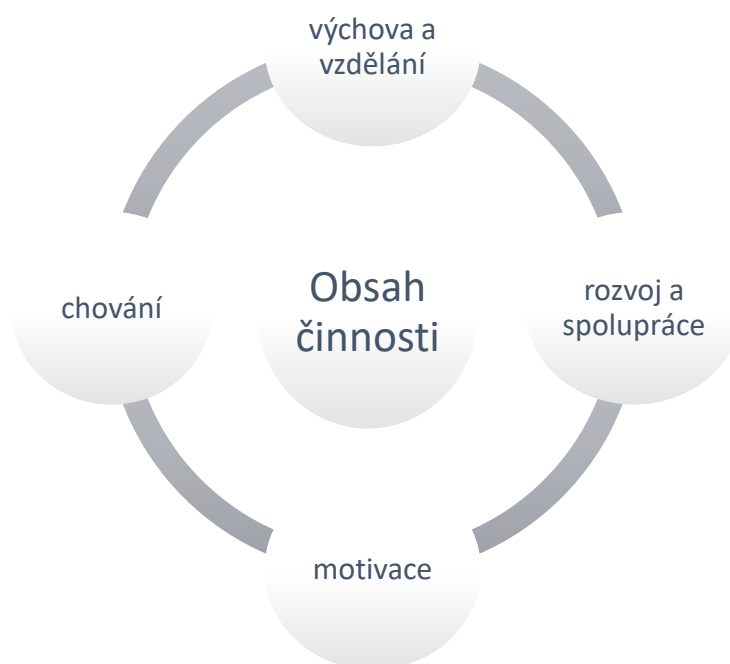 výchova a
vzdělání
chování
Obsah
činnosti
rozvoj a
spolupráce
motivace